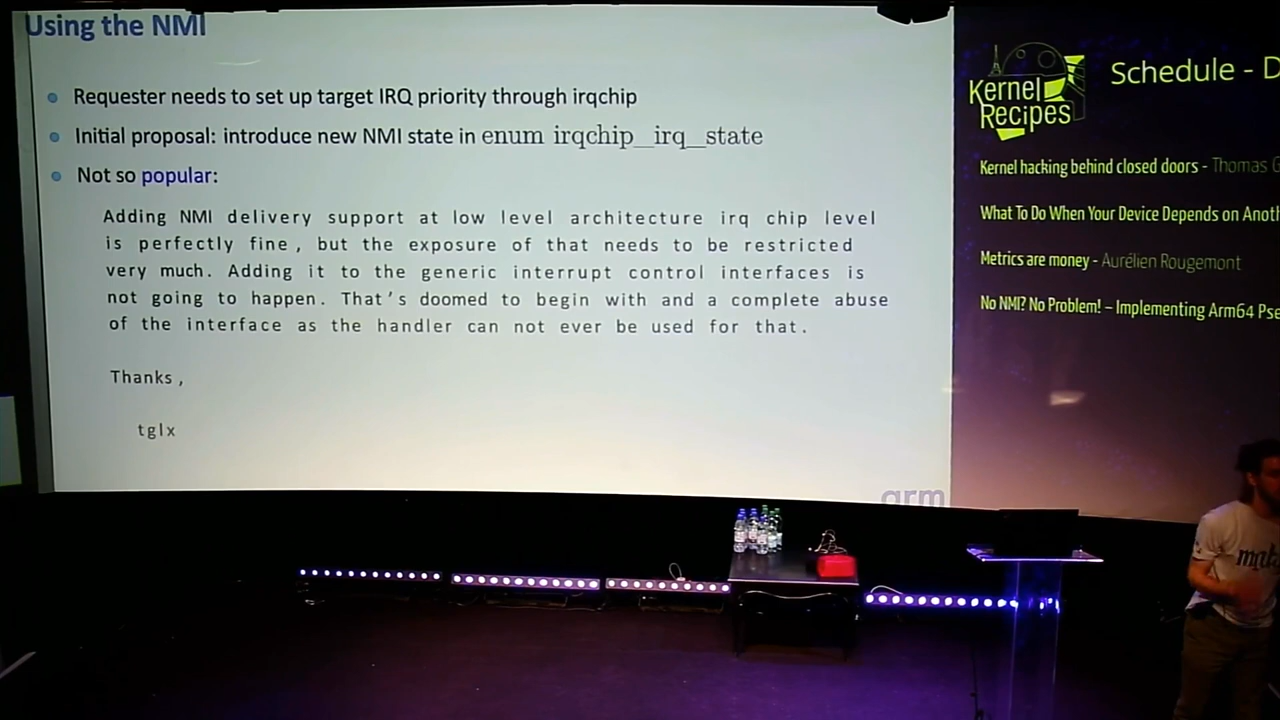 Using the NMI
Requester needs to set up target IRQ priority through irqchip
Initial proposal: introduce new NMI state in enum irqchip_irq_state
Not so popular:
Adding NMI delivery support at low level architecture irq chip level
is perfectly fine, but the exposure of that needs to be restricted
very much. Adding it to the generic interrupt control interfaces is
not going to happen. That's doomed to begin with and a complete abuse
of the interface as the handler can not ever be used for that.
Thanks,
tglx
arm
Kernel
Recipes
Schedule - D
Kernel hacking behind closed doors - Thomas G
What To Do When Your Device Depends on Anoth
Metrics are money - Aurélien Rougemont
No NMI? No Problem! – Implementing Arm64 Pse